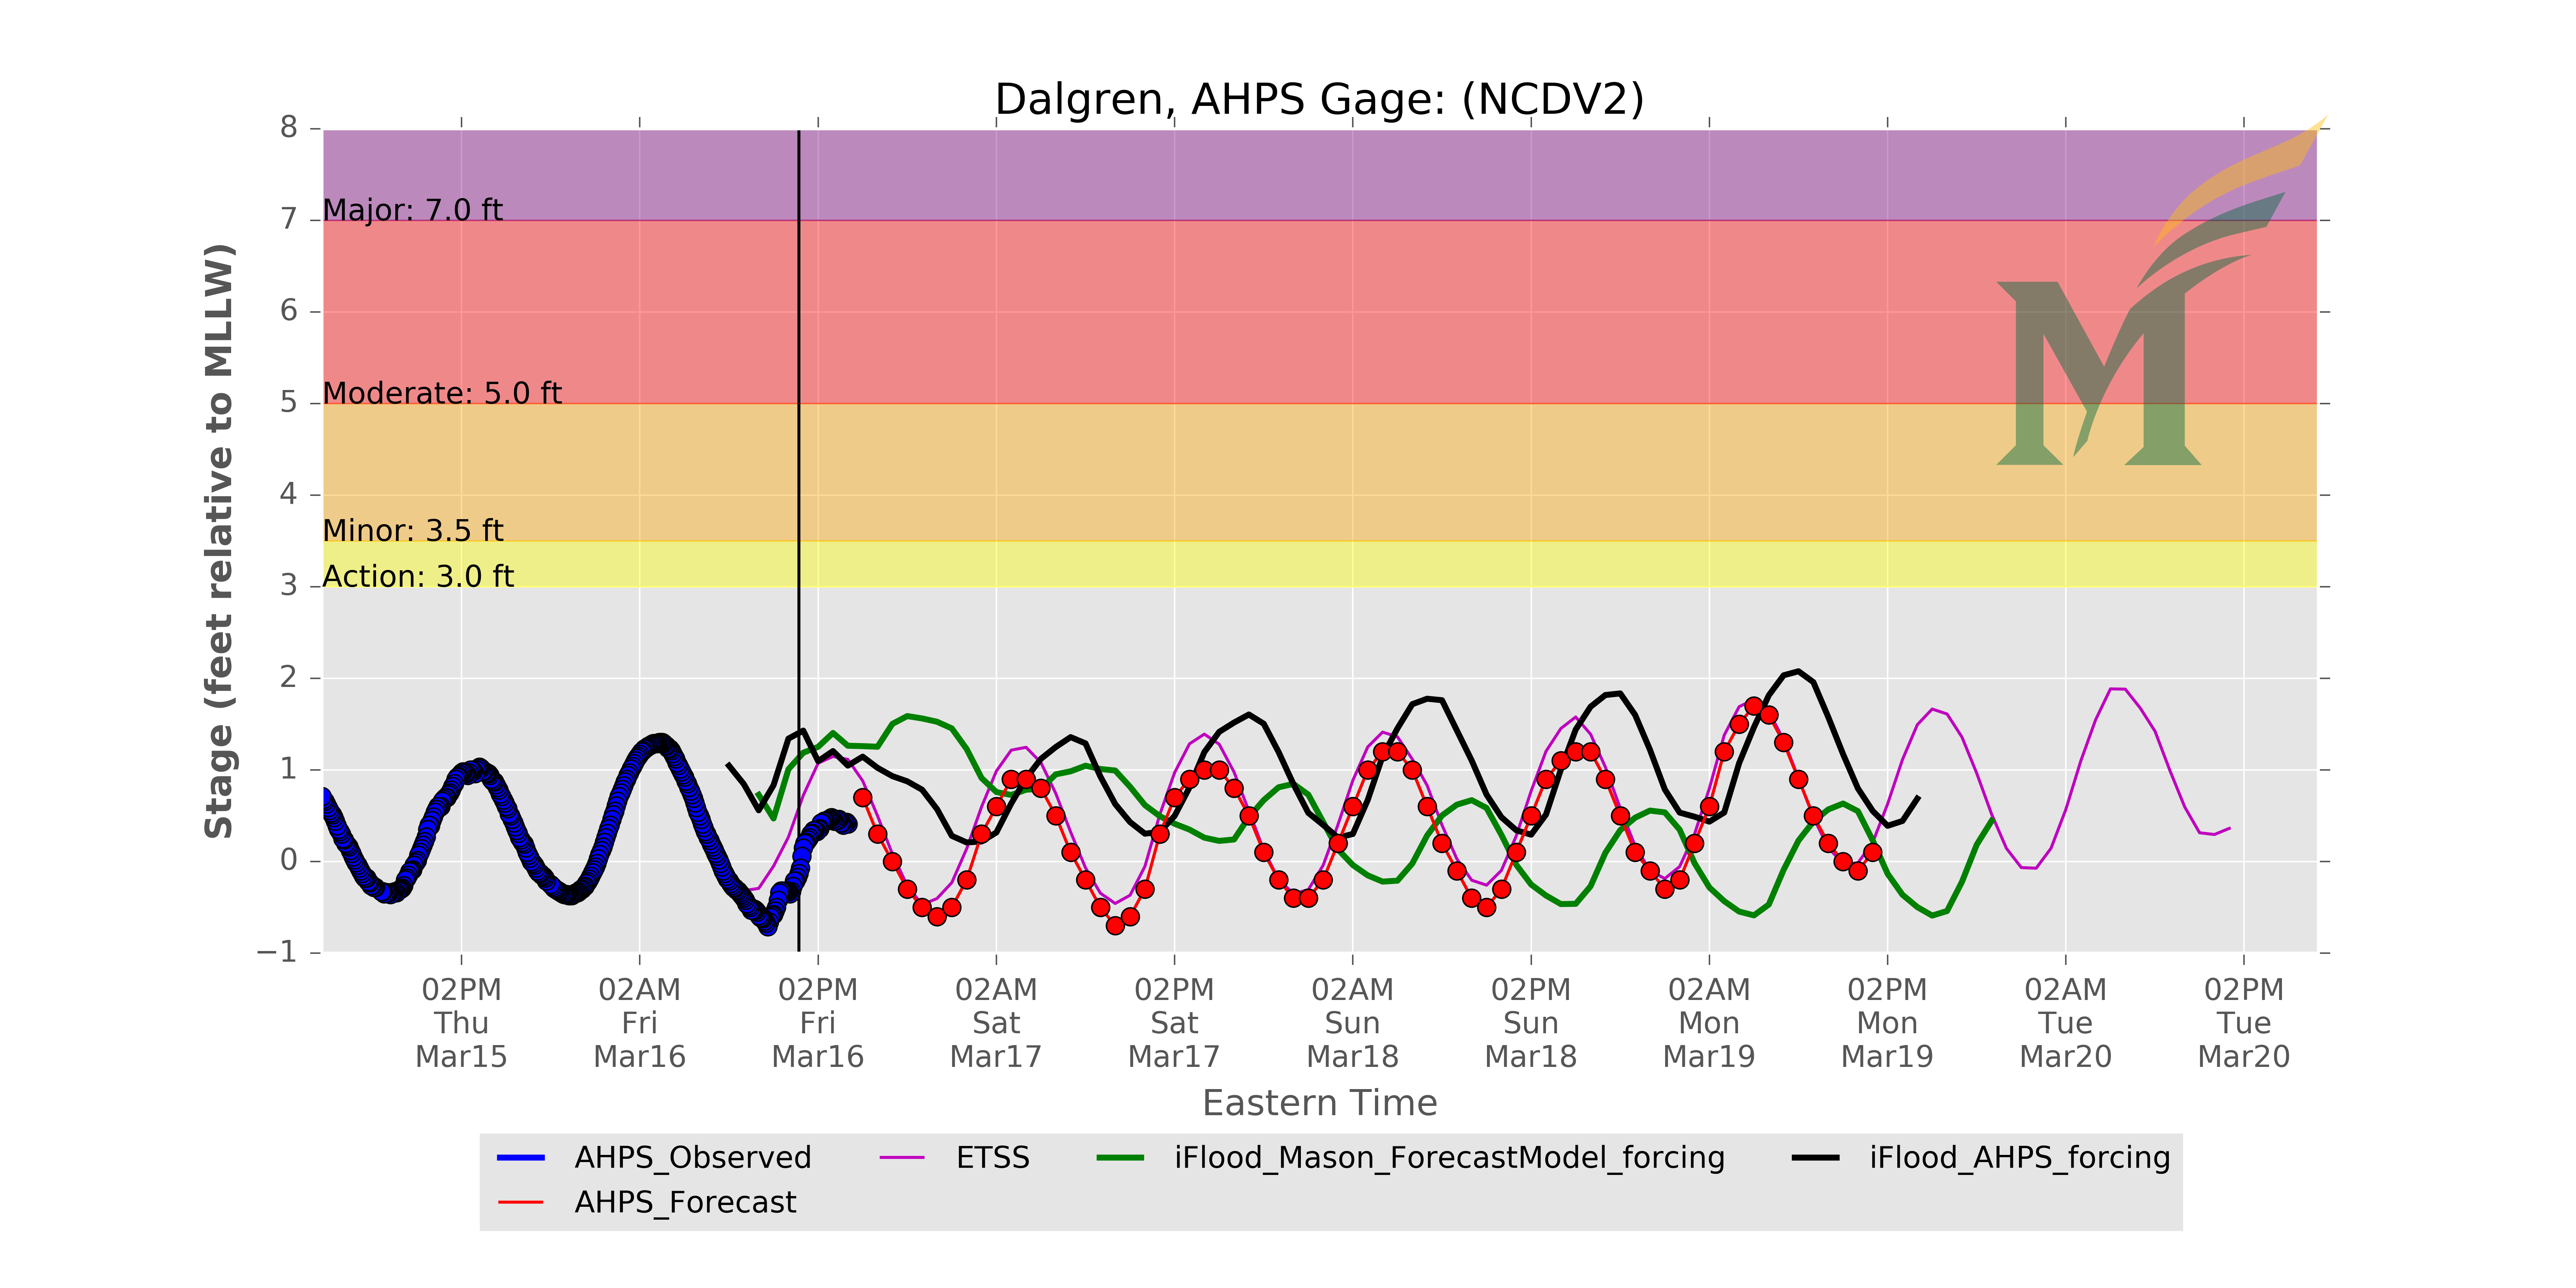 Dalgren, AHPS Gage: (NCDV2)
Stage (feet relative to MLLW)
8
7
6
5
4
3
2
1
0
−1
Major: 7.0 ft
Moderate: 5.0 ft
Minor: 3.5 ft
Action: 3.0 ft
M
02PM Thu Mar15
02AM Fri Mar16
02PM Fri Mar16
02AM Sat Mar17
02PM Sat Mar17
02AM Sun Mar18
02PM Sun Mar18
02AM Mon Mar19
02PM Mon Mar19
02AM Tue Mar20
02PM Tue Mar20
Eastern Time
AHPS_Observed
AHPS_Forecast
ETSS
iFlood_Mason_ForecastModel_forcing
iFlood_AHPS_forcing